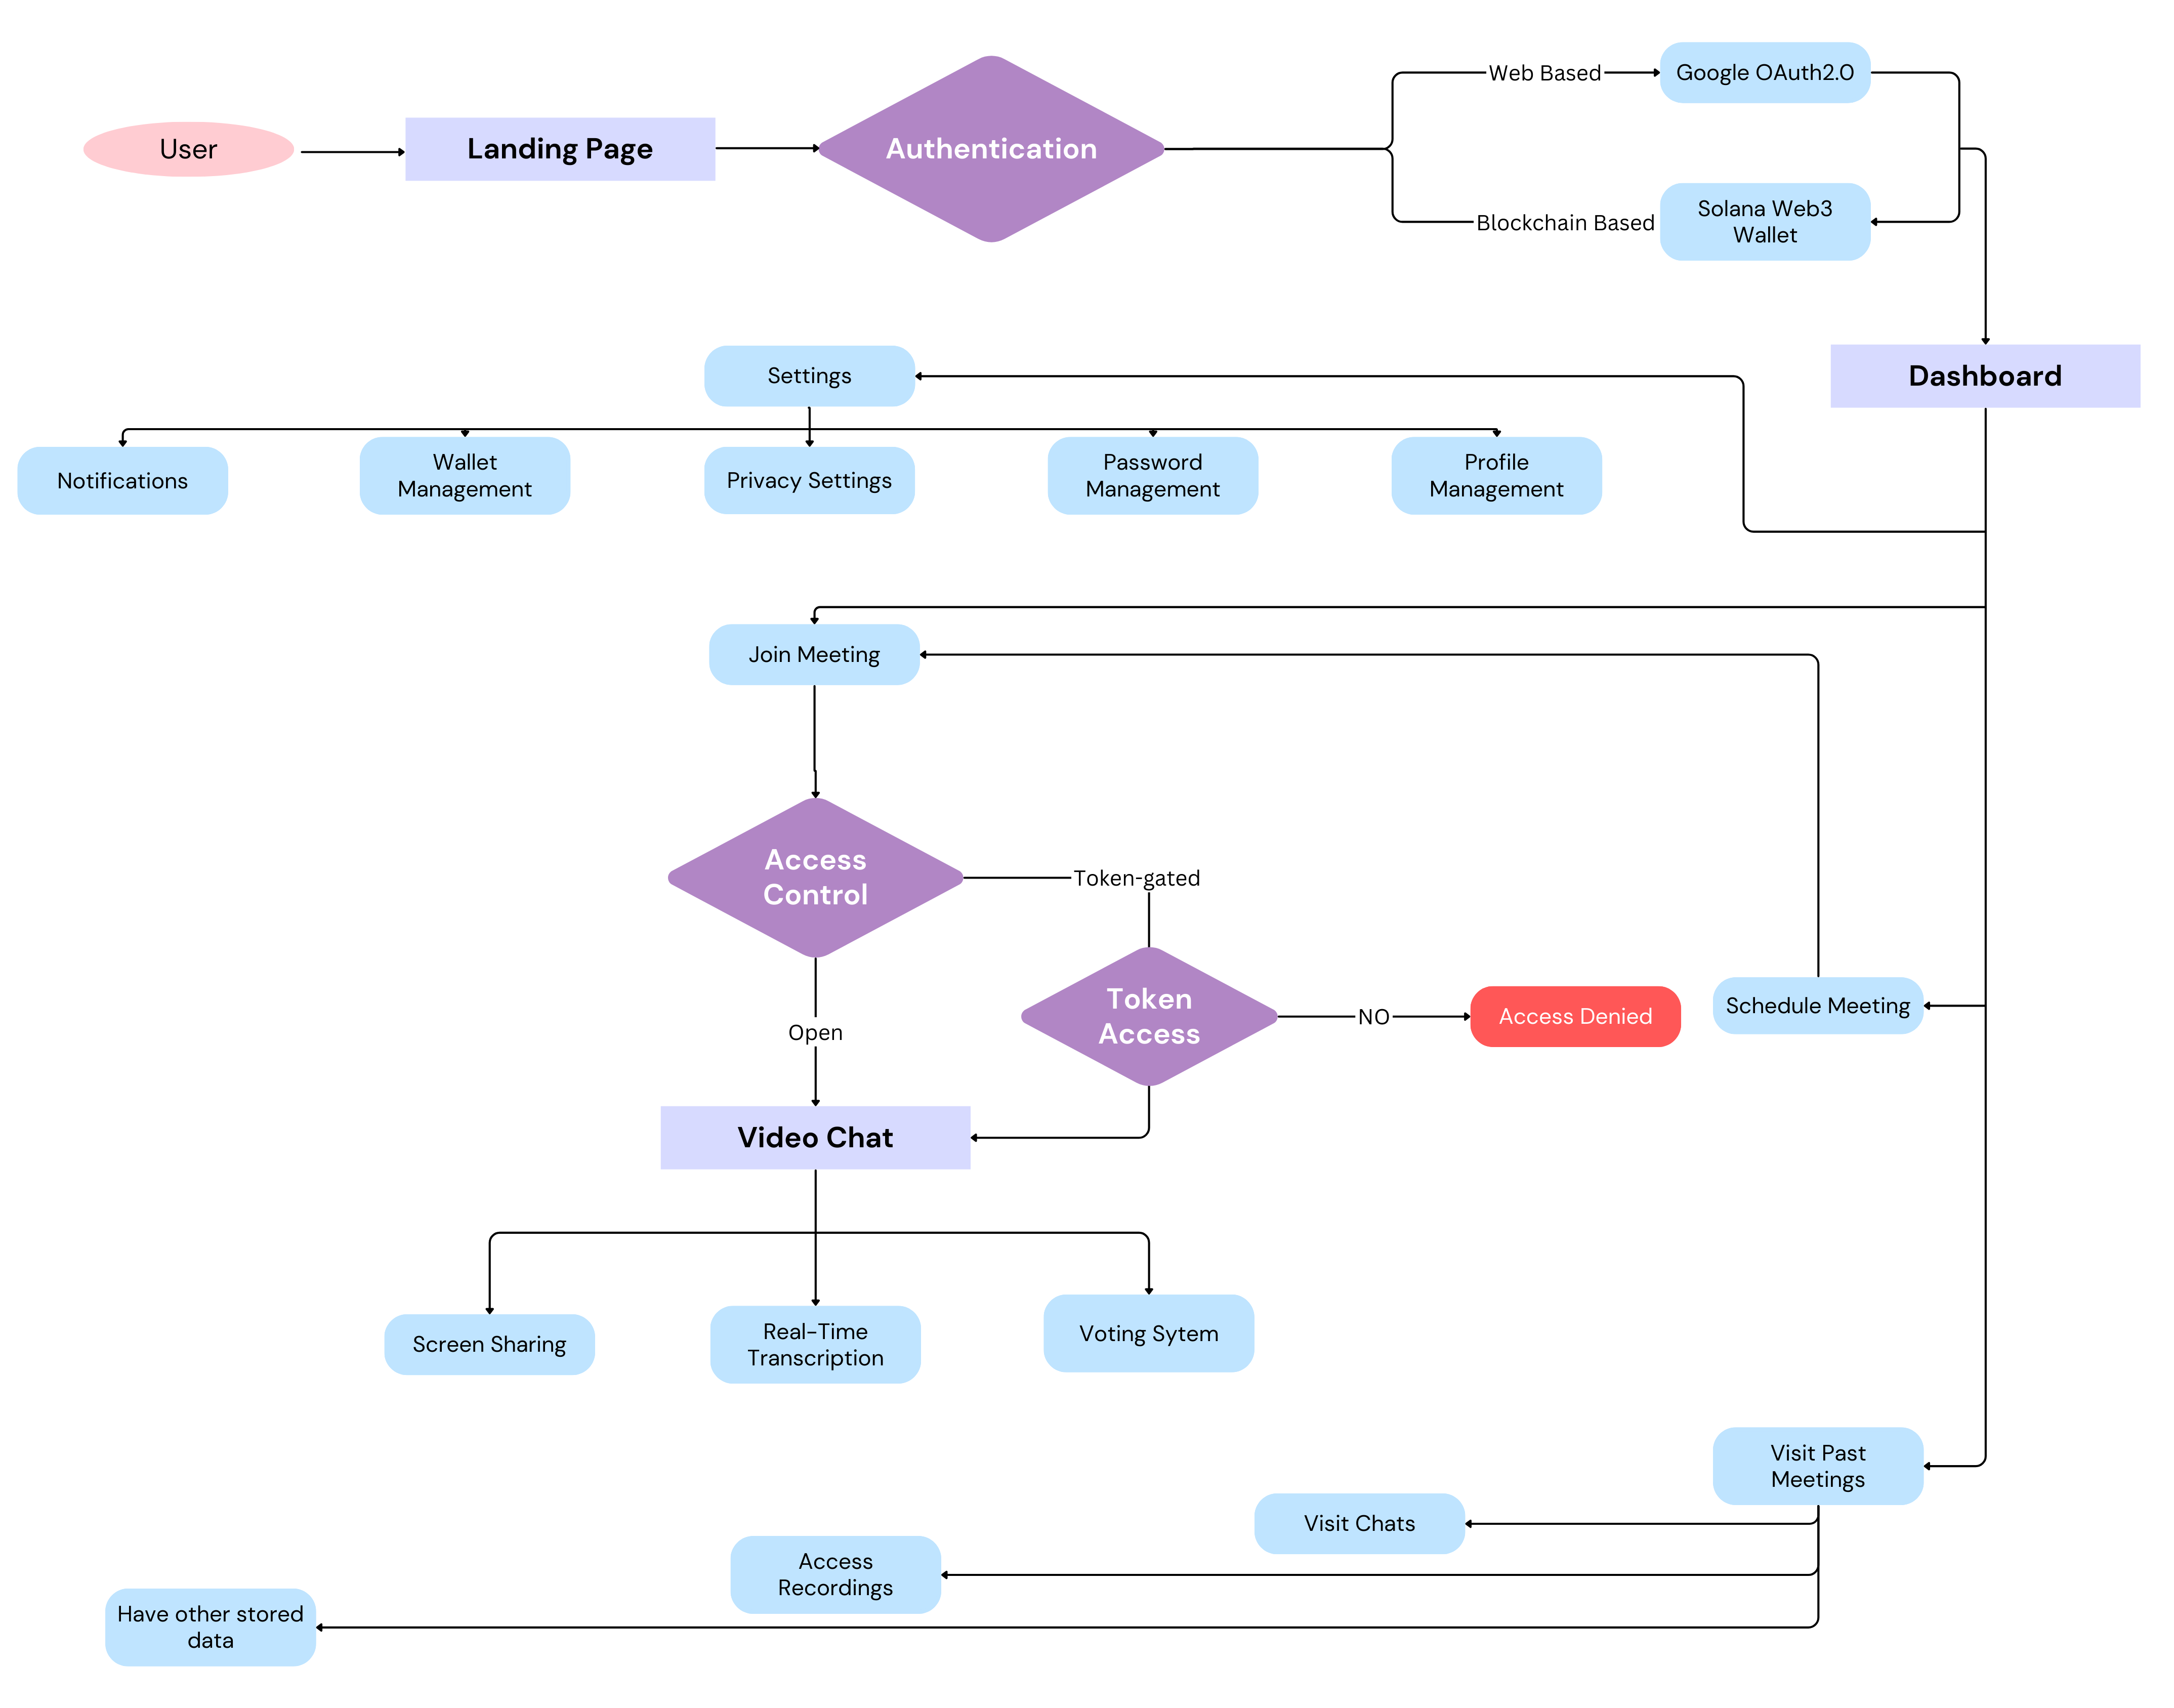 User
Landing Page
Authentication
Web Based
Google OAuth2.0
Blockchain Based
Solana Web3
Wallet
Dashboard
Settings
Notifications
Wallet
Management
Privacy Settings
Password
Management
Profile
Management
Join Meeting
Access
Control
Token-gated
Token
Access
NO
Access Denied
Schedule Meeting
Open
Video Chat
Screen Sharing
Real-Time
Transcription
Voting Sytem
Visit Past
Meetings
Visit Chats
Access
Recordings
Have other stored
data